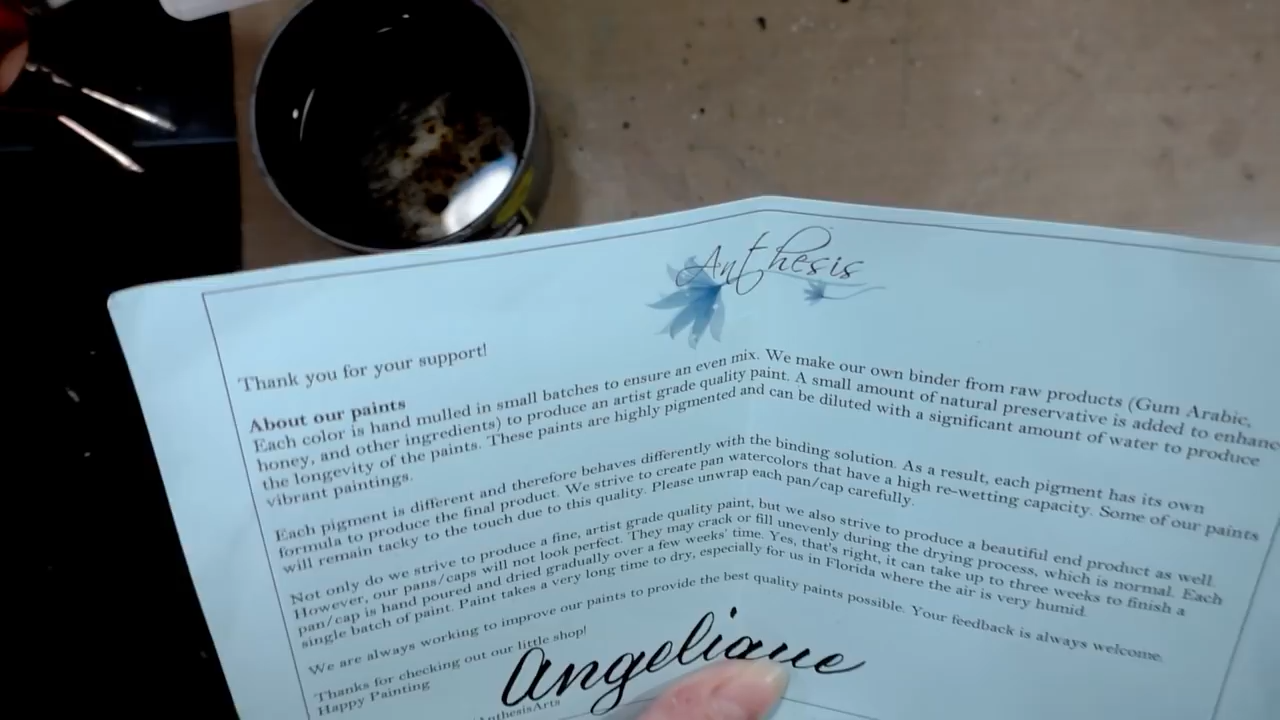 Anthesis
Thank you for your support!
About our paints
Each color is hand mulled in small batches to ensure an even mix. We make our own binder from raw products (Gum Arabic,
honey, and other ingredients) to produce an artist grade quality paint. A small amount of natural preservative is added to enhanc
the longevity of the paints. These paints are highly pigmented and can be diluted with a significant amount of water to produce
vibrant paintings.
Each pigment is different and therefore behaves differently with the binding solution. As a result, each pigment has its own
formula to produce the final product. We strive to create pan watercolors that have a high re-wetting capacity. Some of our paints
will remain tacky to the touch due to this quality. Please unwrap each pan/cap carefully.
Not only do we strive to produce a fine, artist grade quality paint, but we also strive to produce a beautiful end product as well.
However, our pans/caps will not look perfect. They may crack or fill unevenly during the drying process, which is normal. Each
pan/cap is hand poured and dried gradually over a few weeks' time. Yes, that's right, it can take up to three weeks to finish a
single batch of paint. Paint takes a very long time to dry, especially for us in Florida where the air is very humid.
We are always working to improve our paints to provide the best quality paints possible. Your feedback is always welcome.
Thanks for checking out our little shop!
Happy Painting
Angelique
AnthesisArts